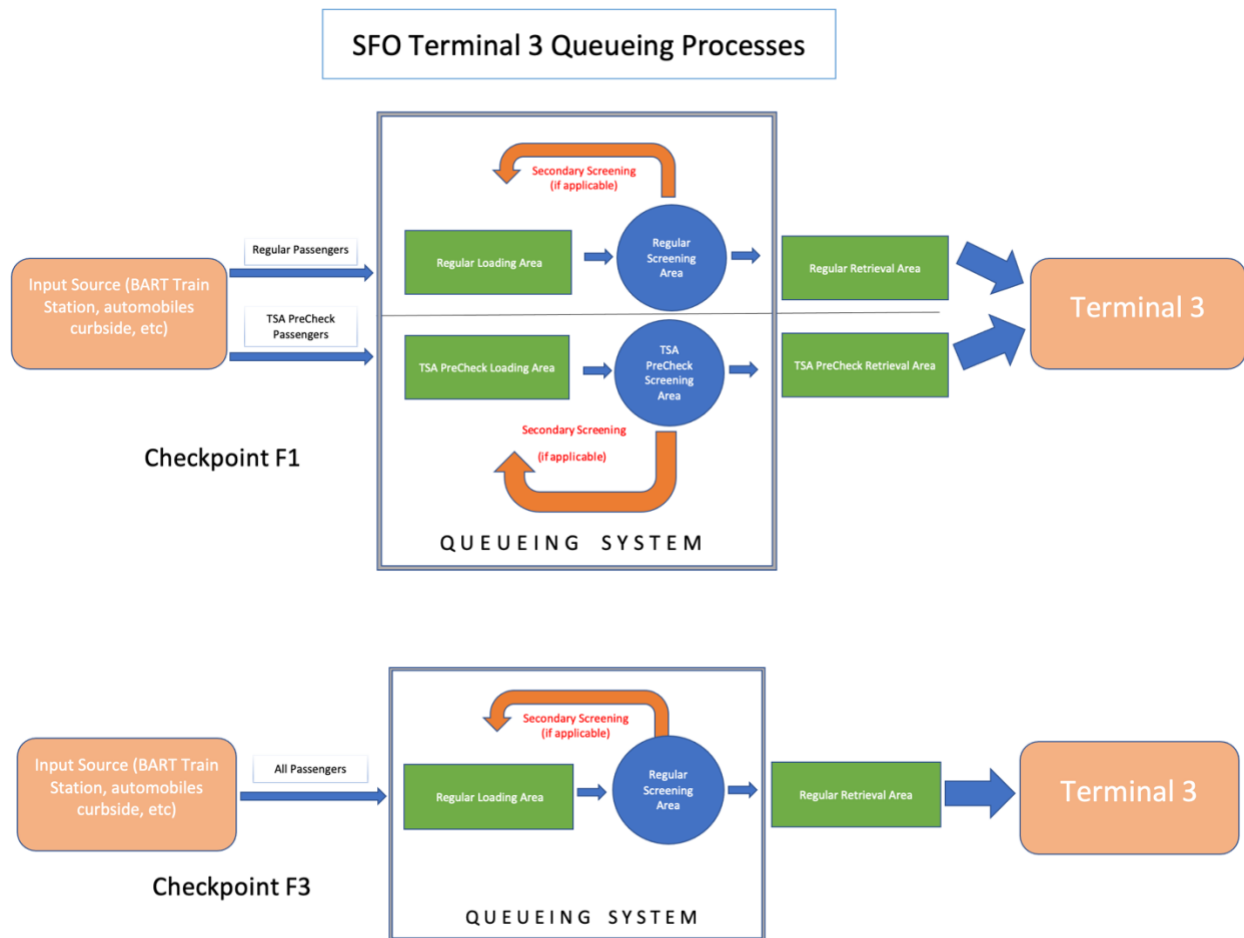 SFO Terminal 3 Queueing Processes
Secondary Screening
(if applicable)
Regular Passengers
Input Source (BART Train
Station, automobiles
curbside, etc)
TSA PreCheck
Passengers
Regular Loading Area
Regular
Screening
Area
Regular Retrieval Area
Terminal 3
TSA PreCheck Loading Area
TSA
PreCheck
Screening
Area
TSA PreCheck Retrieval Area
Secondary Screening
(if applicable)
Checkpoint F1
QUEUEING SYSTEM
Secondary Screening
(if applicable)
Input Source (BART Train
Station, automobiles
curbside, etc)
All Passengers
Regular Loading Area
Regular
Screening
Area
Regular Retrieval Area
Terminal 3
Checkpoint F3
QUEUEING SYSTEM